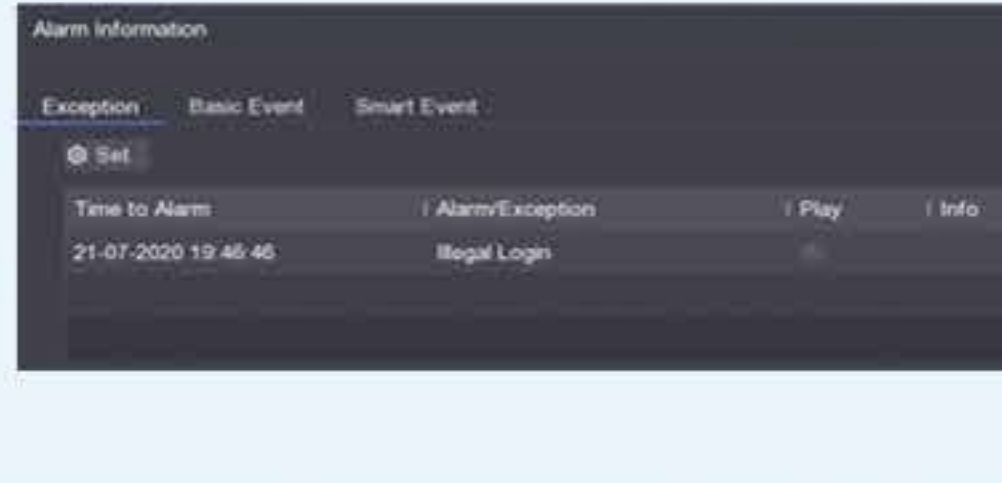 Alarm Information
Exception Basic Event Smart Event
Set
Time to Alarm Alarm/Exception Play Info
21-07-2020 19:46:46 Illegal Login